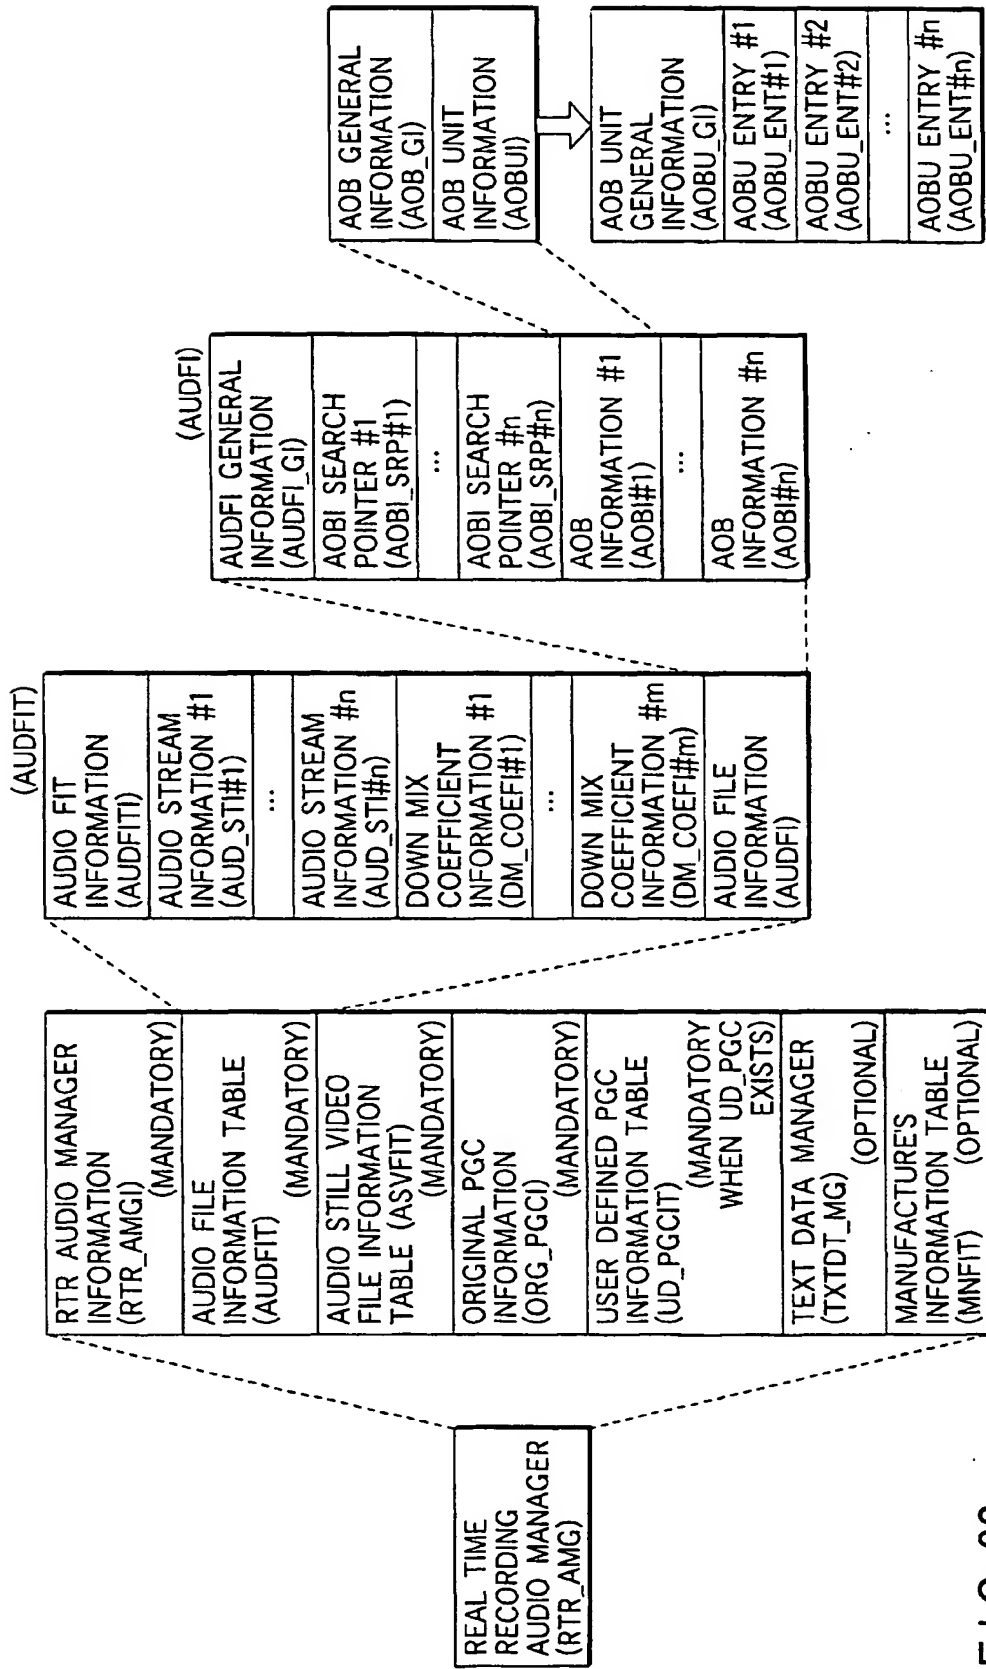 REAL TIME
RECORDING
AUDIO MANAGER
(RTR_AMG)
RTR AUDIO MANAGER
INFORMATION
(RTR_AMGI)
(MANDATORY)
AUDIO FILE
INFORMATION TABLE
(AUDFIT)
(MANDATORY)
AUDIO STILL VIDEO
FILE INFORMATION
TABLE (ASVFIT)
(MANDATORY)
ORIGINAL PGC
INFORMATION
(ORG_PGCI)
(MANDATORY)
USER DEFINED PGC
INFORMATION TABLE
(UD_PGCIT)
(MANDATORY
WHEN UD_PGC
EXISTS)
TEXT DATA MANAGER
(TXTDT_MG)
(OPTIONAL)
MANUFACTURE'S
INFORMATION TABLE
(MNFIT) (OPTIONAL)
(AUDFIT)
AUDIO FIT
INFORMATION
(AUDFITI)
AUDIO STREAM
INFORMATION #1
(AUD_STI#1)
...
AUDIO STREAM
INFORMATION #n
(AUD_STI#n)
DOWN MIX
COEFFICIENT
INFORMATION #1
(DM_COEFI#1)
...
DOWN MIX
COEFFICIENT
INFORMATION #m
(DM_COEFI#m)
AUDIO FILE
INFORMATION
(AUDFI)
(AUDFI)
AUDFI GENERAL
INFORMATION
(AUDFI_GI)
AOBI SEARCH
POINTER #1
(AOBI_SRP#1)
...
AOBI SEARCH
POINTER #n
(AOBI_SRP#n)
AOB
INFORMATION #1
(AOBI#1)
...
AOB
INFORMATION #n
(AOBI#n)
AOB GENERAL
INFORMATION
(AOB_GI)
AOB UNIT
INFORMATION
(AOBUI)
AOB UNIT
GENERAL
INFORMATION
(AOBU_GI)
AOBU ENTRY #1
(AOBU_ENT#1)
AOBU ENTRY #2
(AOBU_ENT#2)
...
AOBU ENTRY #n
(AOBU_ENT#n)